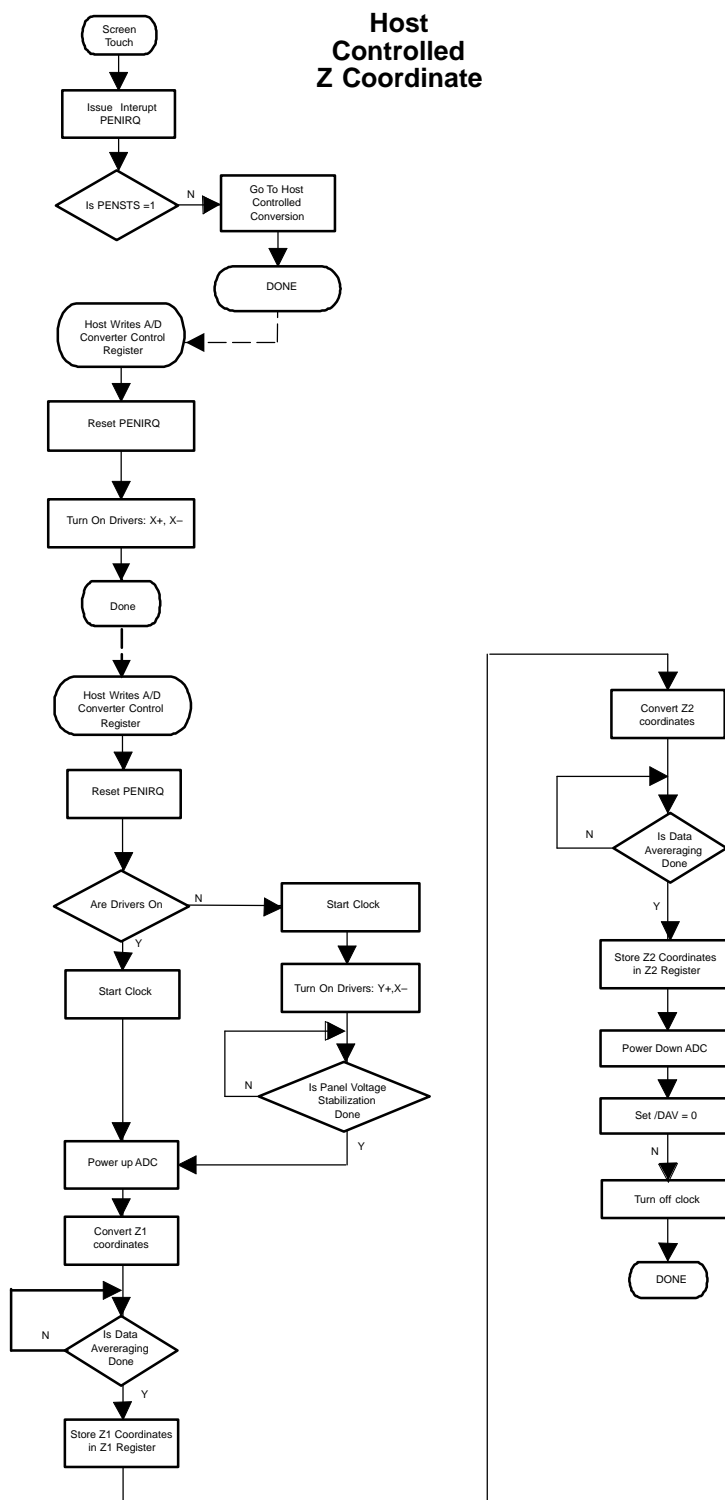 Host
Controlled
Z Coordinate
Screen
Touch
Issue Interupt
PENIRQ
Is PENSTS =1
N
Go To Host
Controlled
Conversion
DONE
Host Writes A/D
Converter Control
Register
Reset PENIRQ
Turn On Drivers: X+, X–
Done
Host Writes A/D
Converter Control
Register
Reset PENIRQ
Are Drivers On
N
Y
Start Clock
Start Clock
Turn On Drivers: Y+,X–
N
Is Panel Voltage
Stabilization
Done
Y
Power up ADC
Convert Z1
coordinates
N
Is Data
Avereraging
Done
Y
Store Z1 Coordinates
in Z1 Register
Convert Z2
coordinates
N
Is Data
Avereraging
Done
Y
Store Z2 Coordinates
in Z2 Register
Power Down ADC
Set /DAV = 0
N
Turn off clock
DONE